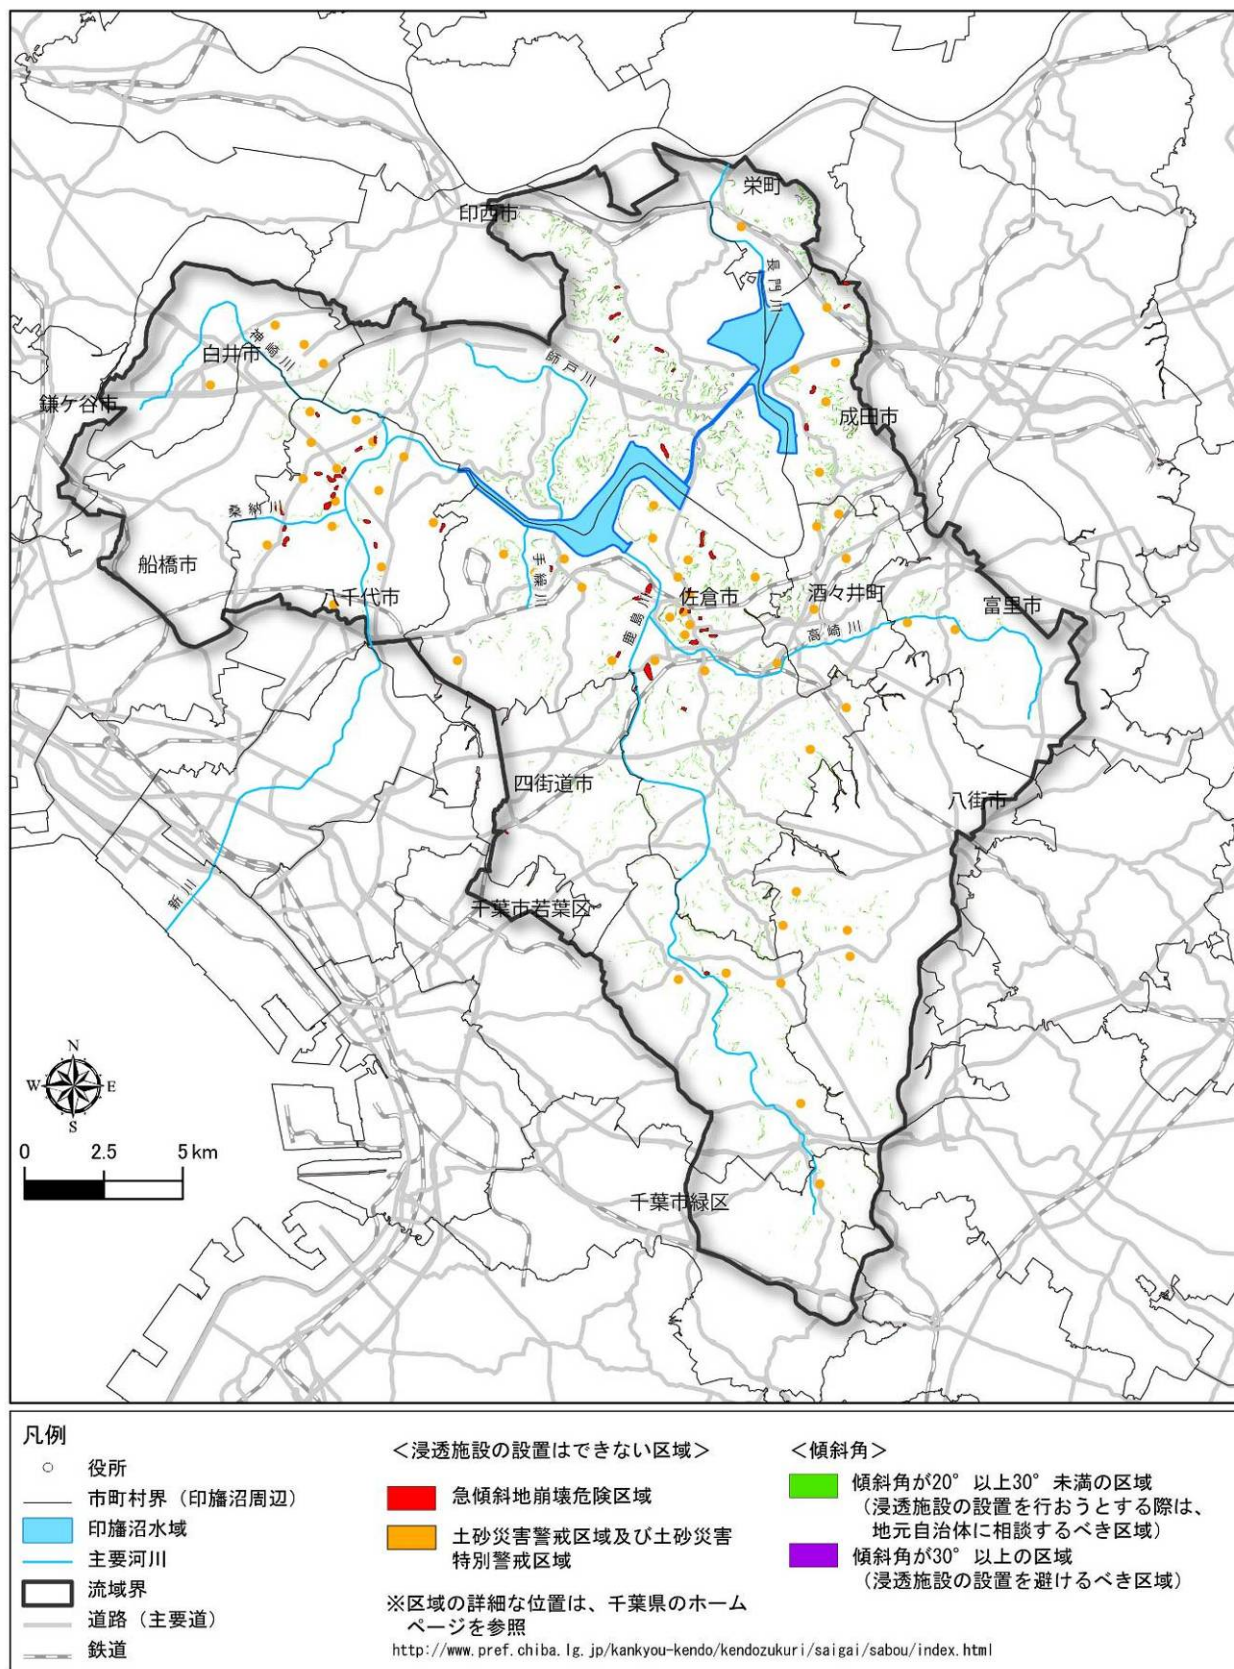 栄町
印西市
長門川
神崎川
白井市
師戸川
鎌ケ谷市
成田市
桑納川
船橋市
手繰川
八千代市
佐倉市
酒々井町
富里市
鹿島川
高崎川
四街道市
八街市
新川
千葉市若葉区
千葉市緑区
N
W
E
S
0 2.5 5 km
凡例
役所
市町村界（印旛沼周辺）
印旛沼水域
主要河川
流域界
道路（主要道）
鉄道
＜浸透施設の設置はできない区域＞
急傾斜地崩壊危険区域
土砂災害警戒区域及び土砂災害
特別警戒区域
※区域の詳細な位置は、千葉県のホーム
ページを参照
http://www.pref.chiba.lg.jp/kankyou-kendo/kendozukuri/saigai/sabou/index.html
＜傾斜角＞
傾斜角が20°以上30°未満の区域
（浸透施設の設置を行おうとする際は、
地元自治体に相談するべき区域）
傾斜角が30°以上の区域
（浸透施設の設置を避けるべき区域）